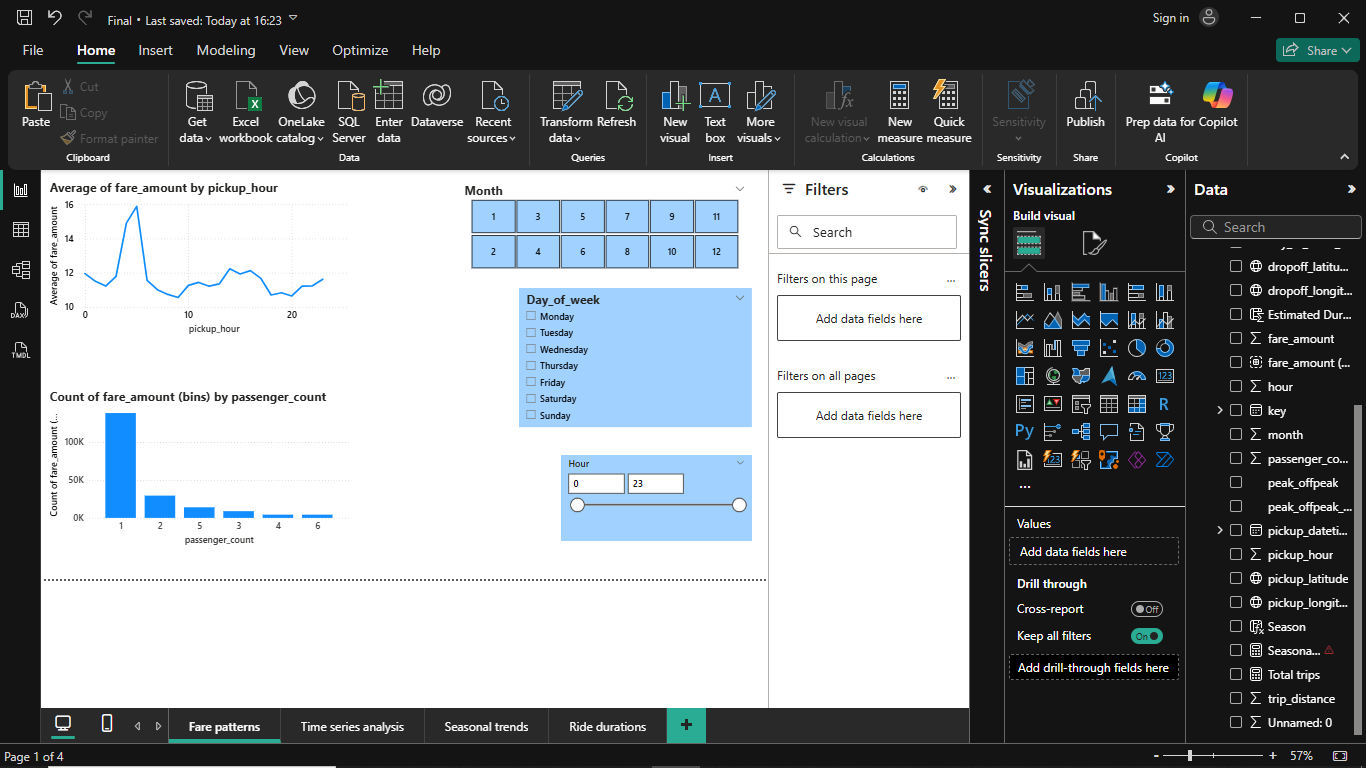 Final • Last saved: Today at 16:23
Sign in
File Home Insert Modeling View Optimize Help
Share
Paste
Cut
Copy
Format painter
Clipboard
Get data
Excel workbook
OneLake catalog
SQL Server
Enter data
Dataverse
Recent sources
Data
Transform data
Refresh
Queries
New visual
Text box
More visuals
Insert
New visual calculation
New measure
Quick measure
Calculations
Sensitivity
Sensitivity
Publish
Share
Prep data for AI
Copilot
Copilot
DAX
TMDL
Average of fare_amount by pickup_hour
Average of fare_amount
16
14
12
10
0 20
pickup_hour
Count of fare_amount (bins) by passenger_count
Count of fare_amount (...
100K
50K
0K
1 2 5 3 4 6
passenger_count
Month
1 3 5 7 9 11
2 4 6 8 10 12
Day_of_week
Monday
Tuesday
Wednesday
Thursday
Friday
Saturday
Sunday
Hour
0 23
Filters
Search
Filters on this page ...
Add data fields here
Filters on all pages ...
Add data fields here
Sync slicers
Visualizations
Build visual
123
R
Py
123
...
Values
Add data fields here
Drill through
Cross-report Off
Keep all filters On
Add drill-through fields here
Data
Search
dropoff_latitu...
dropoff_longit...
Estimated Dur...
fare_amount
fare_amount (...
hour
key
month
passenger_co...
peak_offpeak
peak_offpeak_...
pickup_dateti...
pickup_hour
pickup_latitude
pickup_longit...
Season
Seasona...
Total trips
trip_distance
Unnamed: 0
Fare patterns Time series analysis Seasonal trends Ride durations +
Page 1 of 4
- + 57%